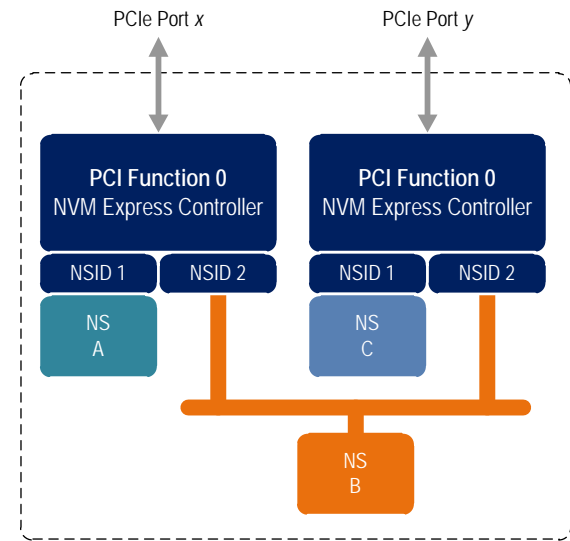 PCIe Port x
PCIe Port y
PCI Function 0
NVM Express Controller
PCI Function 0
NVM Express Controller
NSID 1
NSID 2
NSID 1
NSID 2
NS
A
NS
C
NS
B